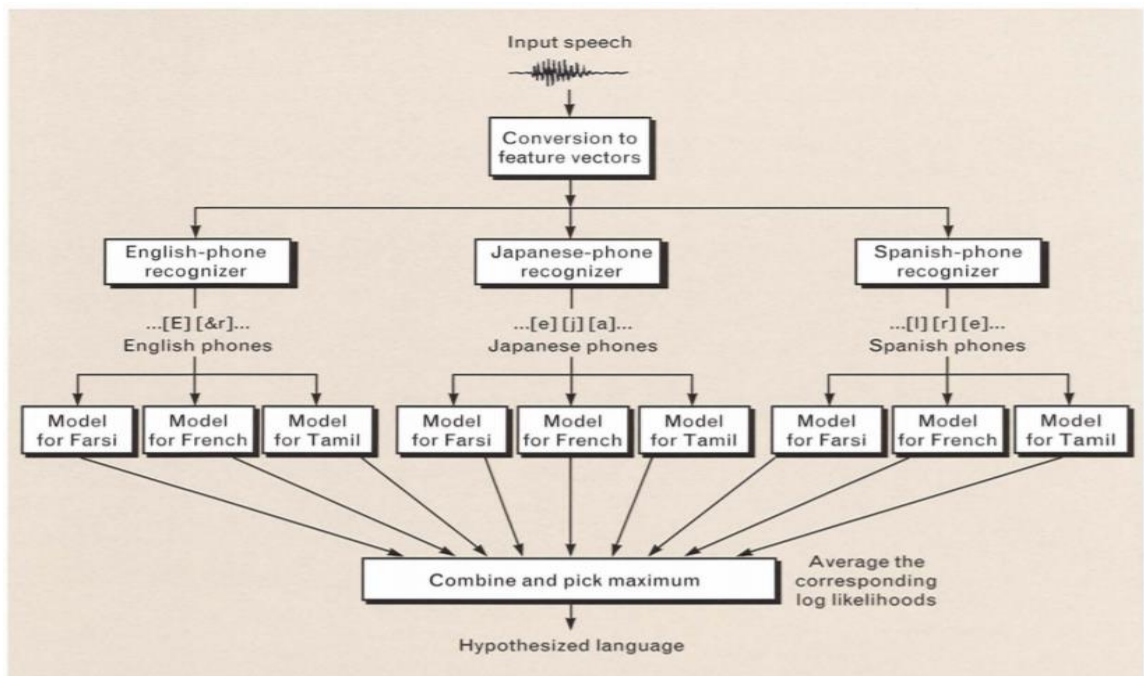 Input speech
Conversion to
feature vectors
English-phone
recognizer
Japanese-phone
recognizer
Spanish-phone
recognizer
...[E] [&r]...
English phones
...[e] [j] [a]...
Japanese phones
...[l] [r] [e]...
Spanish phones
Model
for Farsi
Model
for French
Model
for Tamil
Model
for Farsi
Model
for French
Model
for Tamil
Model
for Farsi
Model
for French
Model
for Tamil
Combine and pick maximum
Average the
corresponding
log likelihoods
Hypothesized language